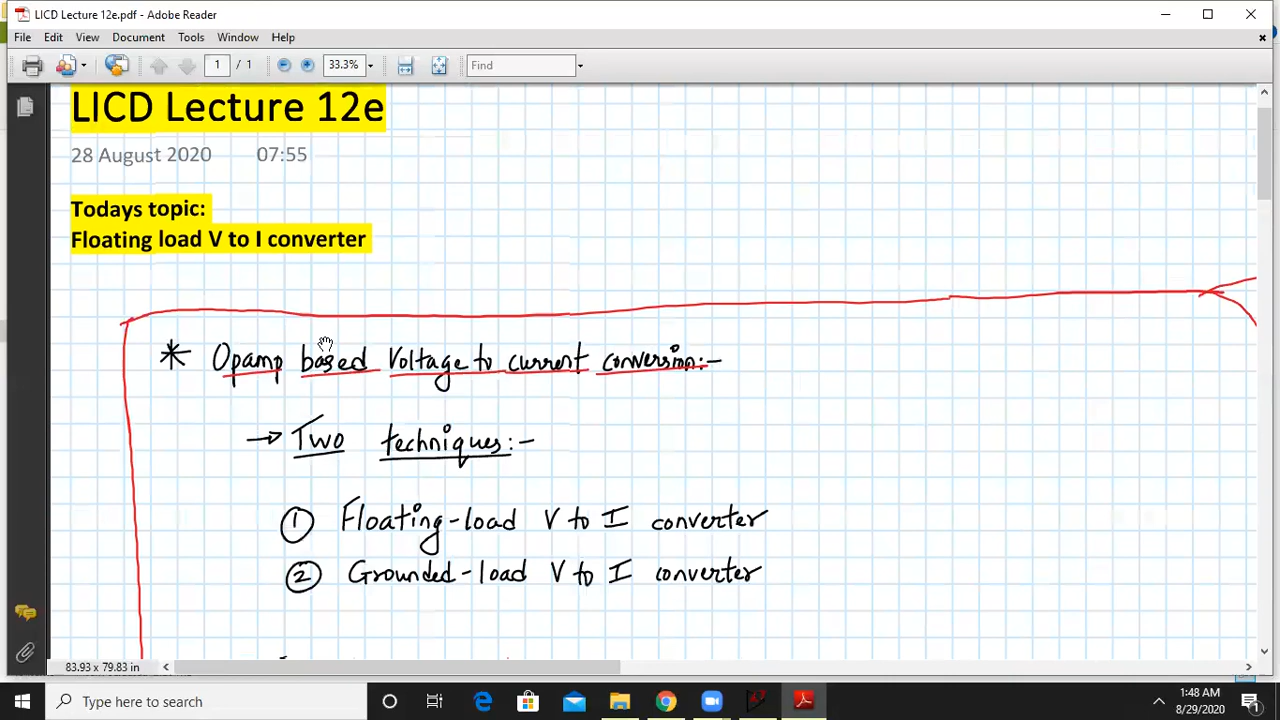 LICD Lecture 12e.pdf - Adobe Reader
File Edit View Document Tools Window Help
1 / 1 33.3% Find
LICD Lecture 12e
28 August 2020 07:55
Todays topic:
Floating load V to I converter
* Opamp based Voltage to current conversion:-
→ Two techniques:-
① Floating-load V to I converter
② Grounded-load V to I converter
83.93 x 79.83 in
Type here to search
1:48 AM
8/29/2020